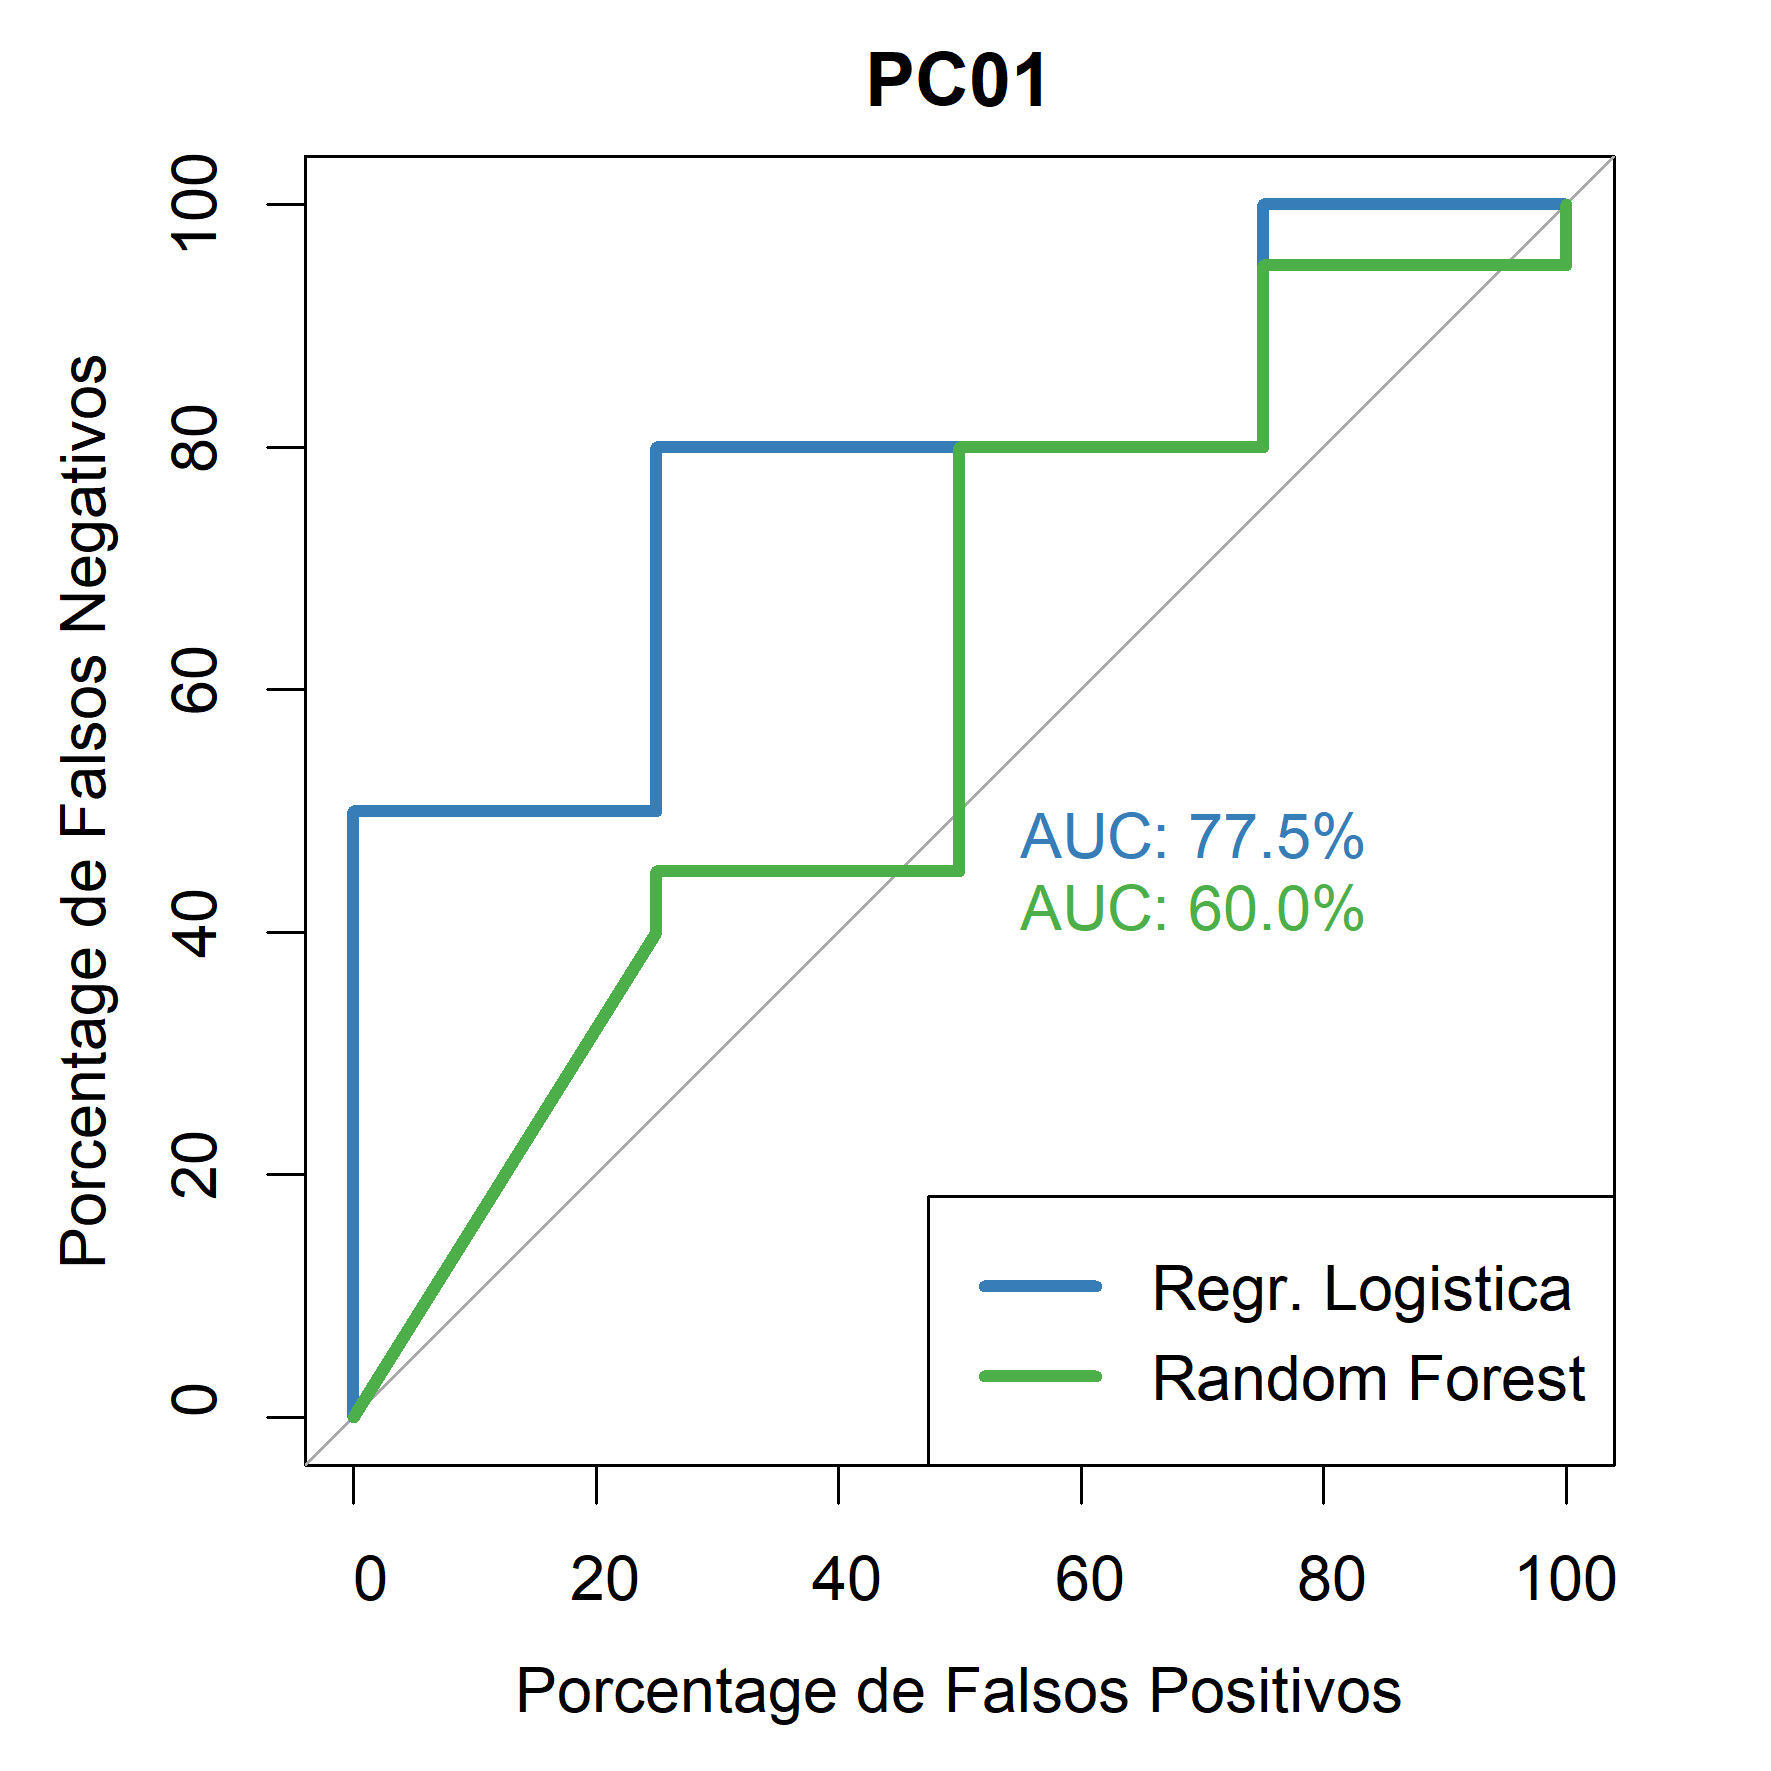 PC01
Porcentage de Falsos Negativos
100
80
60
40
20
0
AUC: 77.5%
AUC: 60.0%
Regr. Logistica
Random Forest
0 20 40 60 80 100
Porcentage de Falsos Positivos